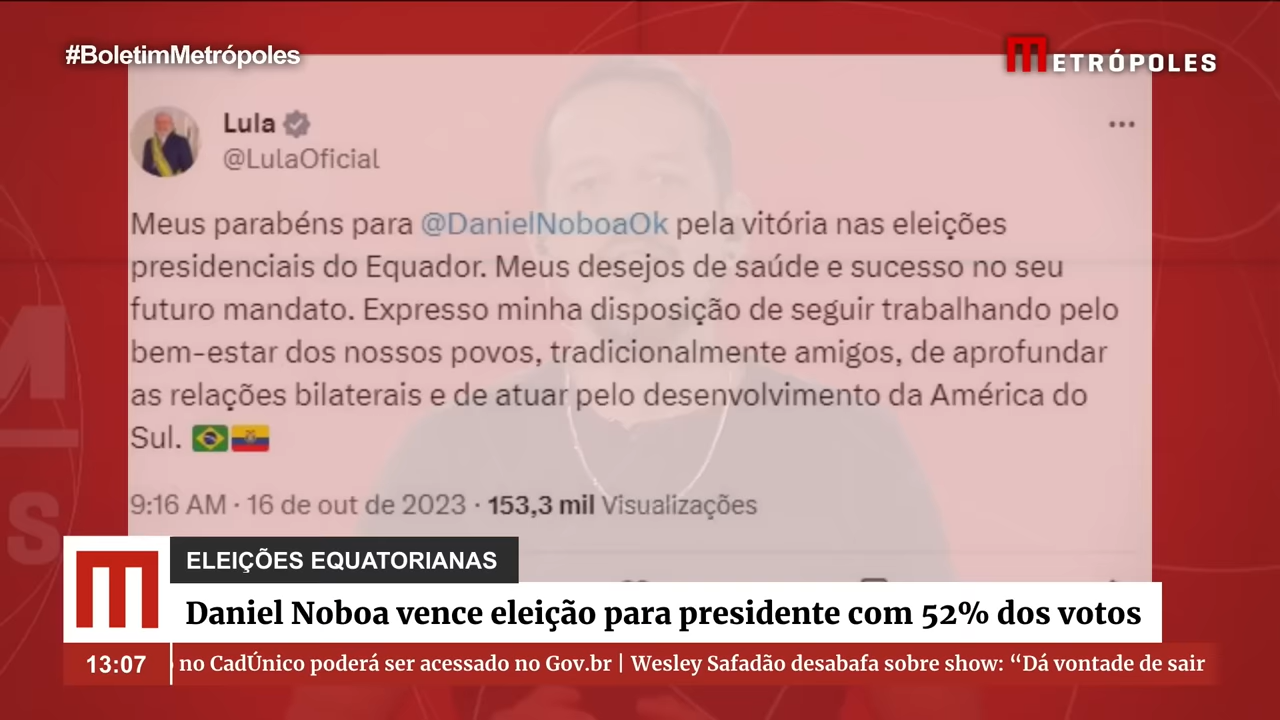 #BoletimMetrópoles
METRÓPOLES
Lula
@LulaOficial
Meus parabéns para @DanielNoboaOk pela vitória nas eleições
presidenciais do Equador. Meus desejos de saúde e sucesso no seu
futuro mandato. Expresso minha disposição de seguir trabalhando pelo
bem-estar dos nossos povos, tradicionalmente amigos, de aprofundar
as relações bilaterais e de atuar pelo desenvolvimento da América do
Sul.
9:16 AM · 16 de out de 2023 · 153,3 mil Visualizações
M
S
M
ELEIÇÕES EQUATORIANAS
Daniel Noboa vence eleição para presidente com 52% dos votos
13:07
no CadÚnico poderá ser acessado no Gov.br | Wesley Safadão desabafa sobre show: “Dá vontade de sair